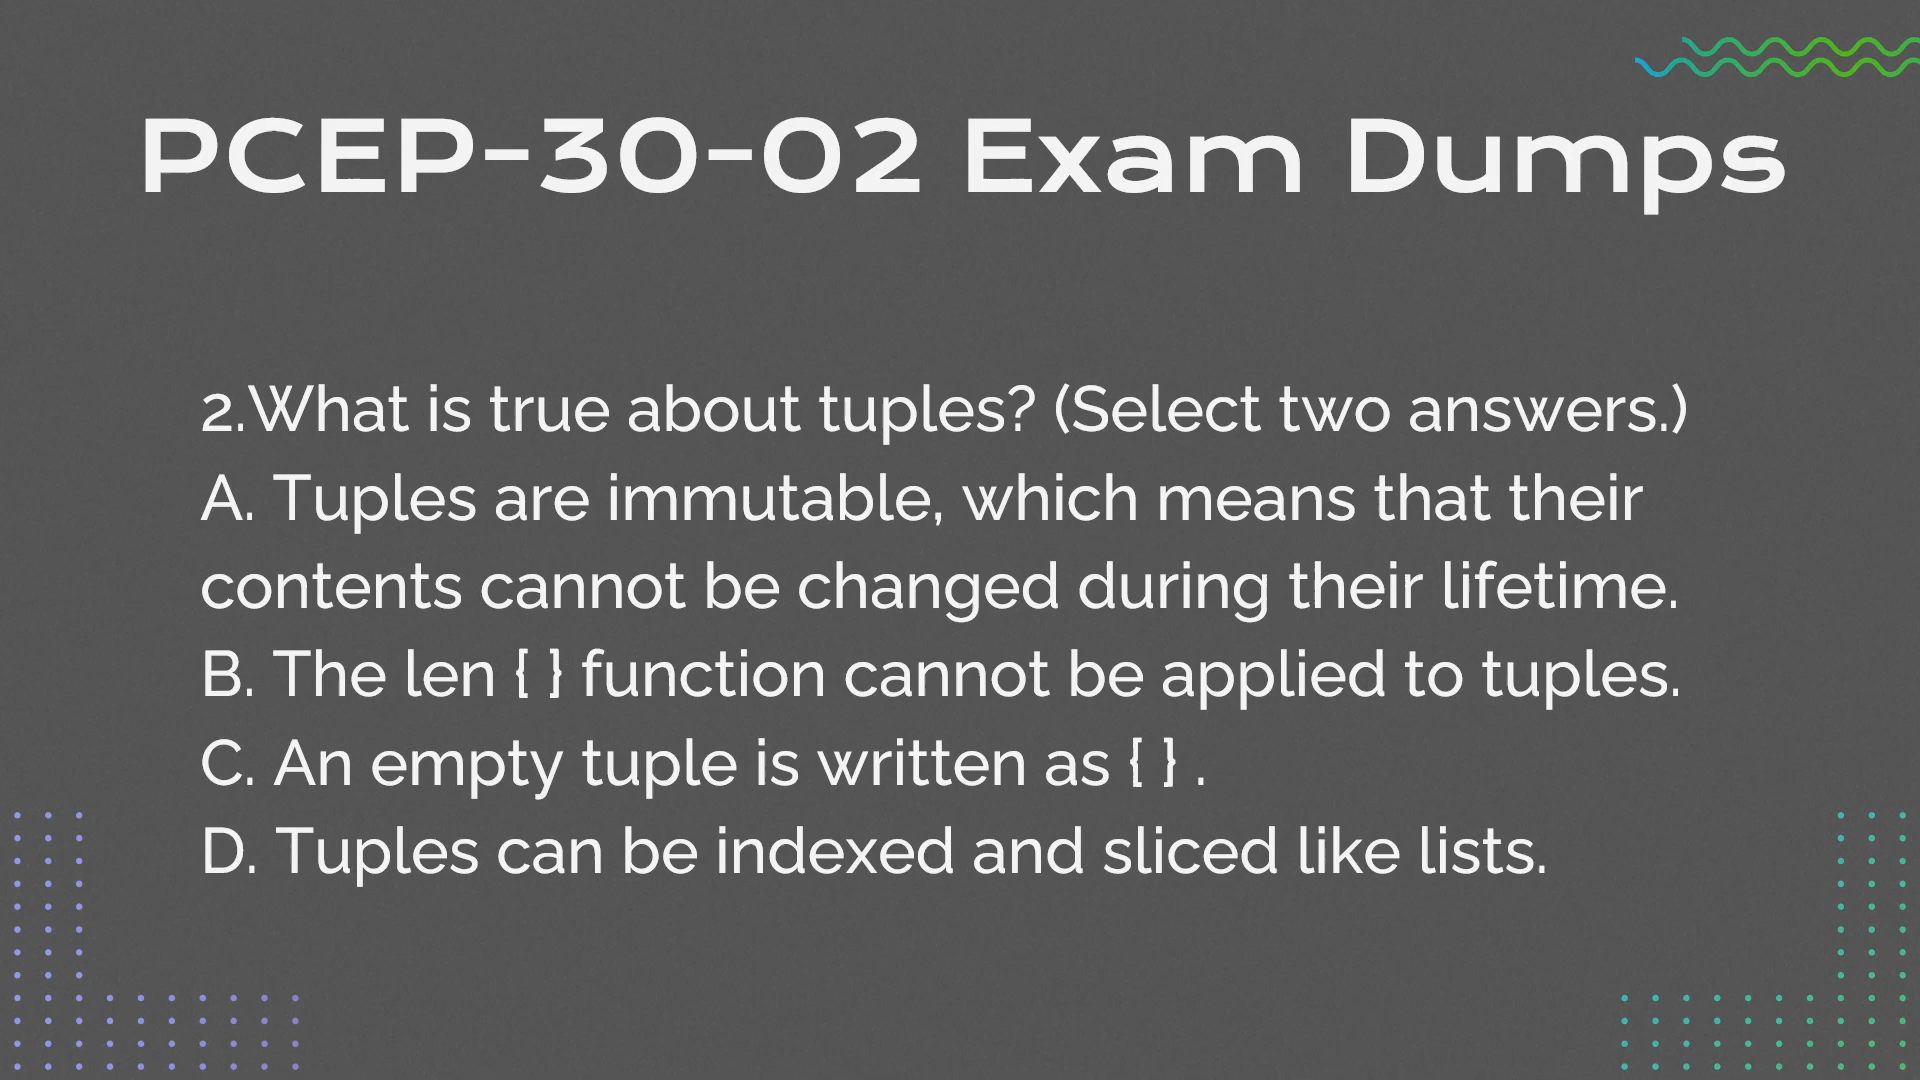 PCEP-30-02 Exam Dumps
2.What is true about tuples? (Select two answers.)
A. Tuples are immutable, which means that their
contents cannot be changed during their lifetime.
B. The len { } function cannot be applied to tuples.
C. An empty tuple is written as { } .
D. Tuples can be indexed and sliced like lists.